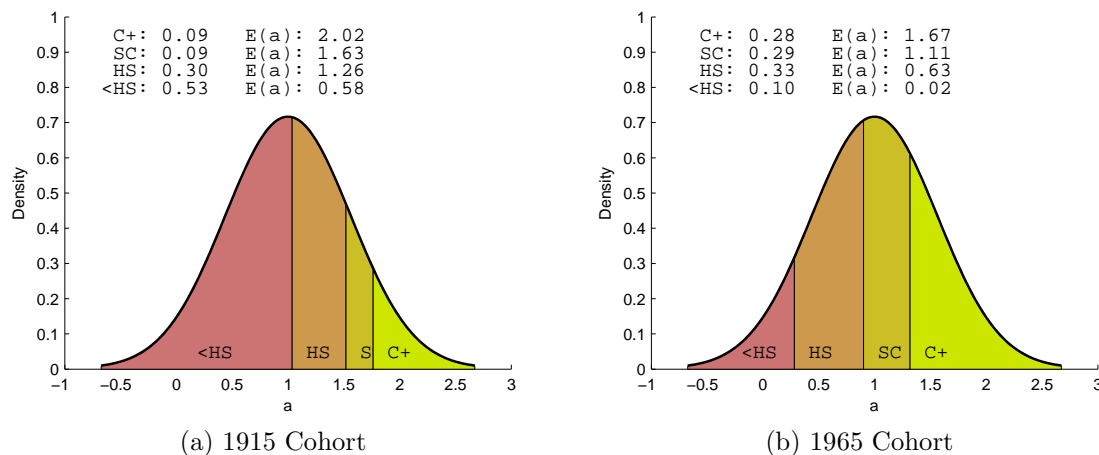 C+: 0.09 E(a): 2.02
SC: 0.09 E(a): 1.63
HS: 0.30 E(a): 1.26
<HS: 0.53 E(a): 0.58
1
0.9
0.8
0.7
0.6
0.5
0.4
0.3
0.2
0.1
0
Density
<HS HS S C+
−1 −0.5 0 0.5 1 1.5 2 2.5 3
a
(a) 1915 Cohort
C+: 0.28 E(a): 1.67
SC: 0.29 E(a): 1.11
HS: 0.33 E(a): 0.63
<HS: 0.10 E(a): 0.02
1
0.9
0.8
0.7
0.6
0.5
0.4
0.3
0.2
0.1
0
Density
<HS HS SC C+
−1 −0.5 0 0.5 1 1.5 2 2.5 3
a
(b) 1965 Cohort